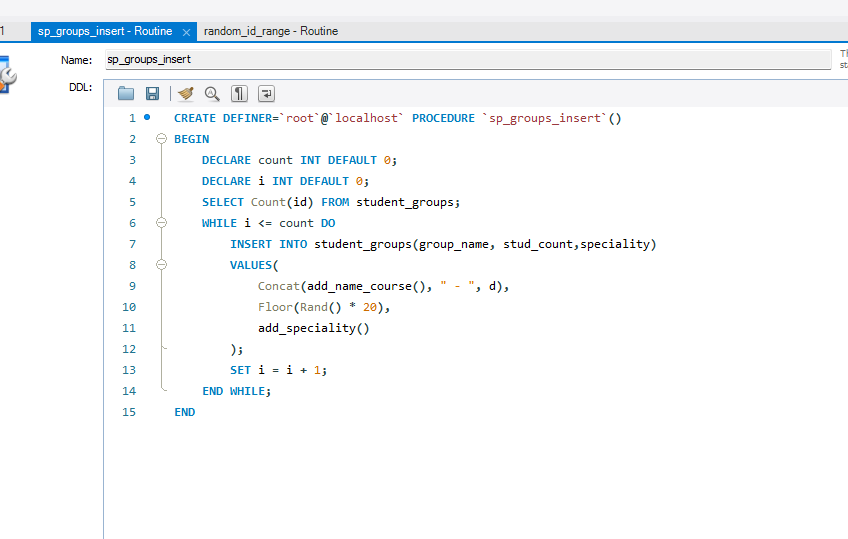 1 sp_groups_insert - Routine × random_id_range - Routine
Name: sp_groups_insert
DDL:
1 CREATE DEFINER=`root`@`localhost` PROCEDURE `sp_groups_insert`()
2 BEGIN
3 DECLARE count INT DEFAULT 0;
4 DECLARE i INT DEFAULT 0;
5 SELECT Count(id) FROM student_groups;
6 WHILE i <= count DO
7 INSERT INTO student_groups(group_name, stud_count,speciality)
8 VALUES(
9 Concat(add_name_course(), " - ", d),
10 Floor(Rand() * 20),
11 add_speciality()
12 );
13 SET i = i + 1;
14 END WHILE;
15 END